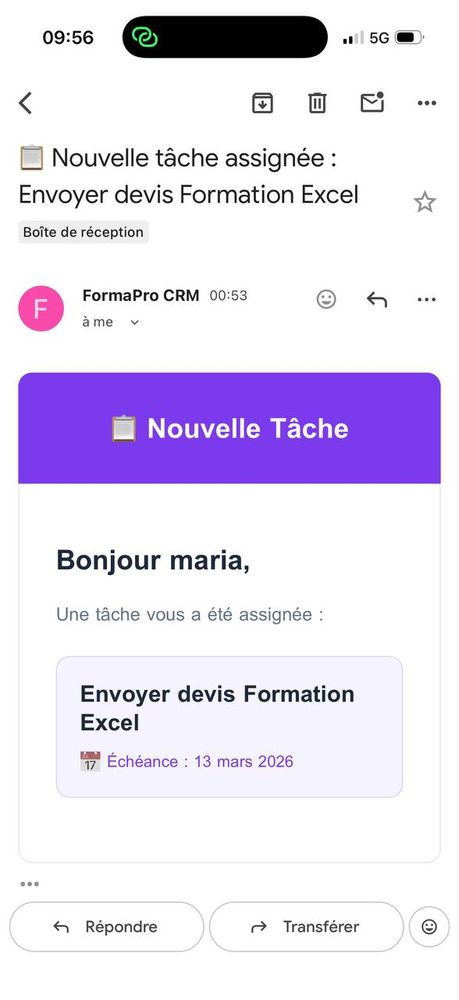 09:56
5G
Nouvelle tâche assignée :
Envoyer devis Formation Excel
Boîte de réception
F
FormaPro CRM 00:53
à me
Nouvelle Tâche
Bonjour maria,
Une tâche vous a été assignée :
Envoyer devis Formation
Excel
17 Échéance : 13 mars 2026
Répondre
Transférer